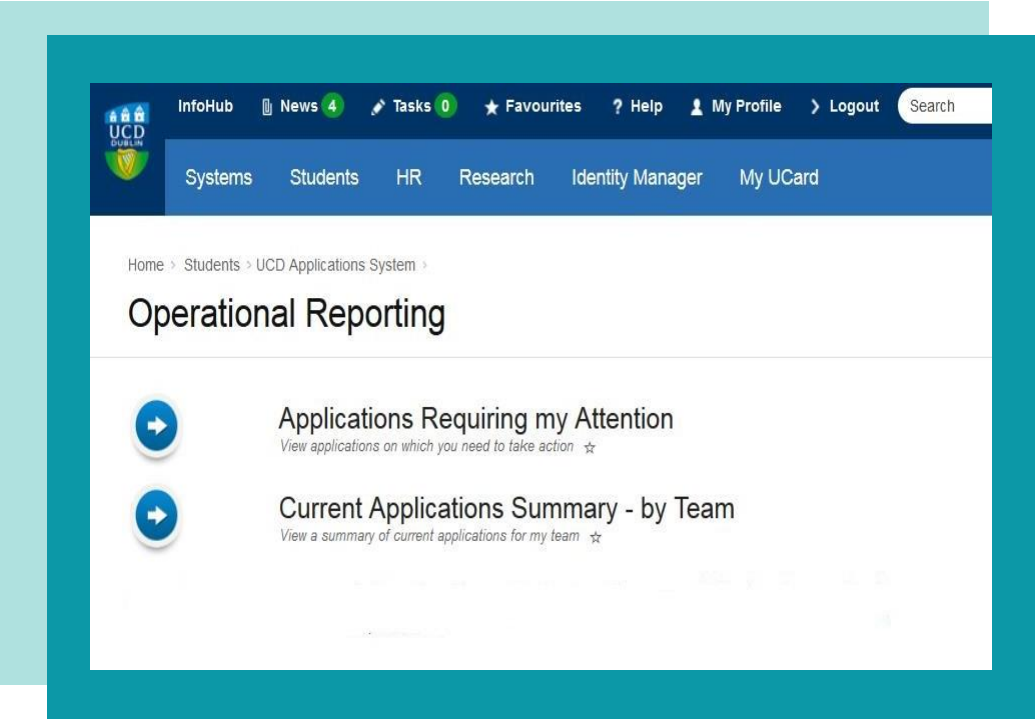 InfoHub News 4 Tasks 0 Favourites ? Help My Profile Logout Search
UCD
DUBLIN
Systems Students HR Research Identity Manager My UCard
Home > Students > UCD Applications System >
Operational Reporting
Applications Requiring my Attention
View applications on which you need to take action
Current Applications Summary - by Team
View a summary of current applications for my team